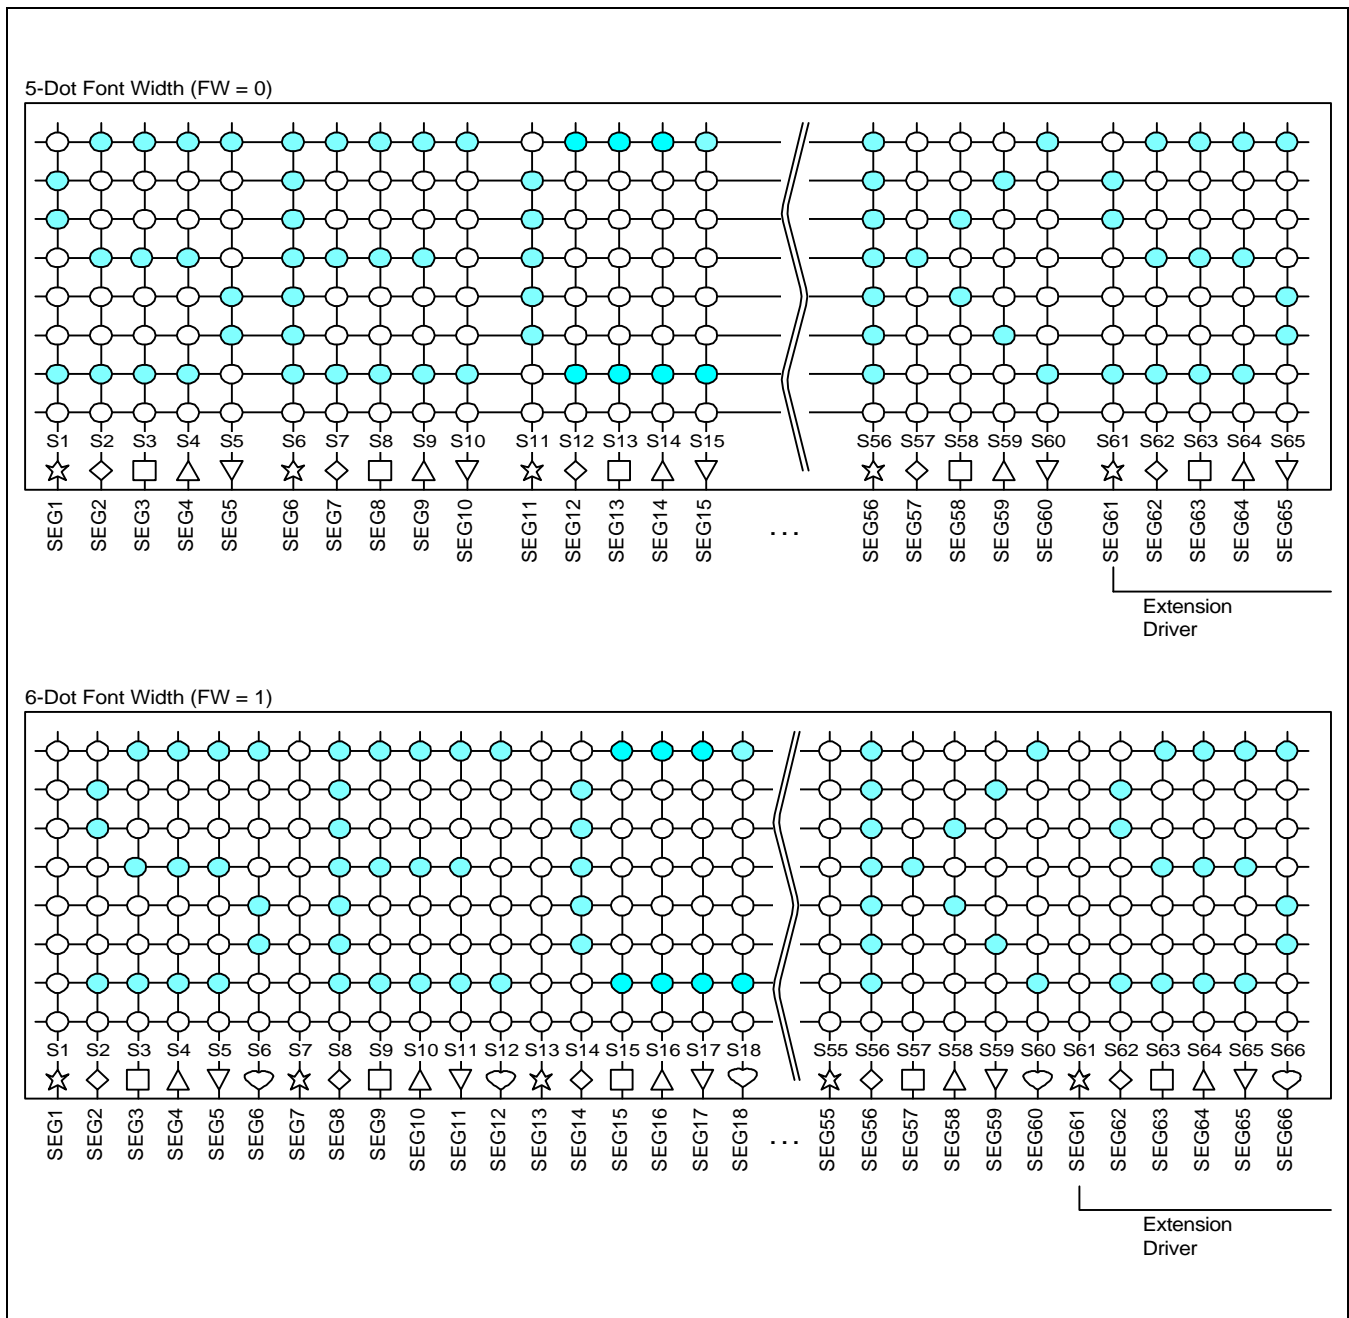 5-Dot Font Width (FW = 0)
S1 S2 S3 S4 S5 S6 S7 S8 S9 S10 S11 S12 S13 S14 S15 S56 S57 S58 S59 S60 S61 S62 S63 S64 S65
SEG1 SEG2 SEG3 SEG4 SEG5 SEG6 SEG7 SEG8 SEG9 SEG10 SEG11 SEG12 SEG13 SEG14 SEG15 ... SEG56 SEG57 SEG58 SEG59 SEG60 SEG61 SEG62 SEG63 SEG64 SEG65
Extension
Driver
6-Dot Font Width (FW = 1)
S1 S2 S3 S4 S5 S6 S7 S8 S9 S10 S11 S12 S13 S14 S15 S16 S17 S18 S55 S56 S57 S58 S59 S60 S61 S62 S63 S64 S65 S66
SEG1 SEG2 SEG3 SEG4 SEG5 SEG6 SEG7 SEG8 SEG9 SEG10 SEG11 SEG12 SEG13 SEG14 SEG15 SEG16 SEG17 SEG18 ... SEG55 SEG56 SEG57 SEG58 SEG59 SEG60 SEG61 SEG62 SEG63 SEG64 SEG65 SEG66
Extension
Driver